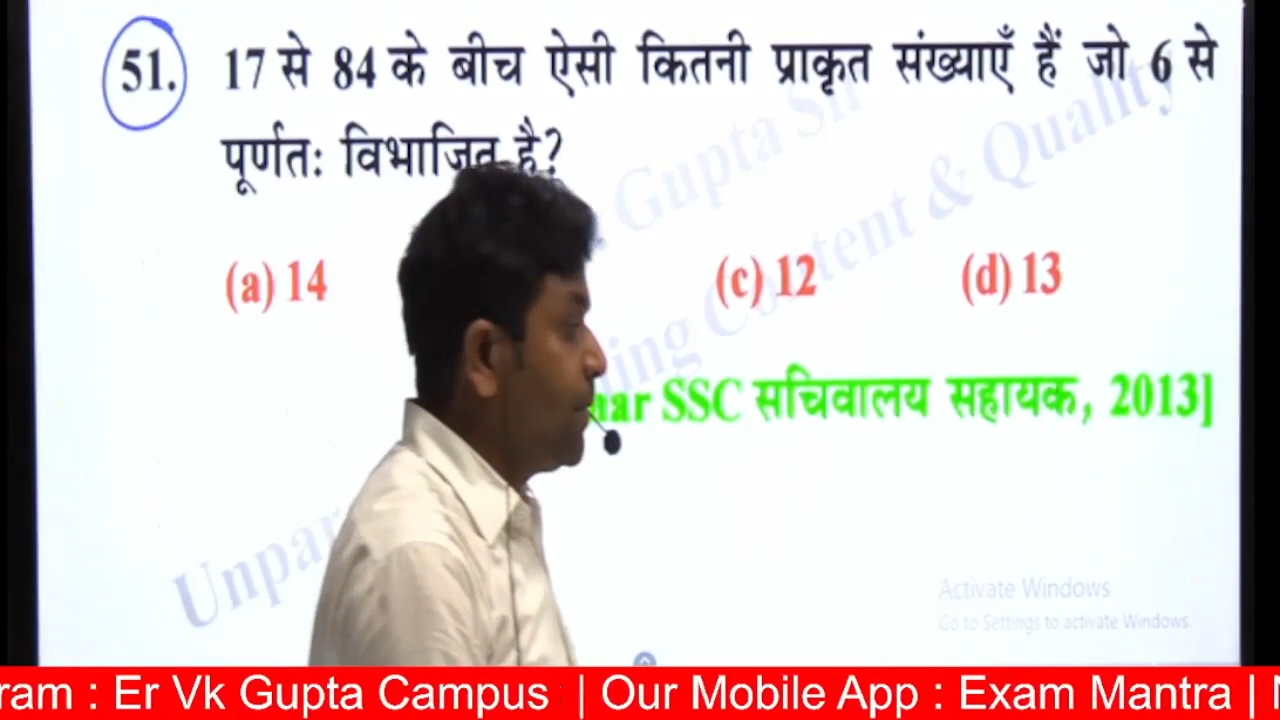 51. 17 से 84 के बीच ऐसी कितनी प्राकृत संख्याएँ हैं जो 6 से
पूर्णतः विभाजित है?
(a) 14 (c) 12 (d) 13
SSC सचिवालय सहायक, 2013]
Gupta Sir
Content & Quality
Activate Windows
Go to Settings to activate Windows.
: Er Vk Gupta Campus | Our Mobile App : Exam Mantra |